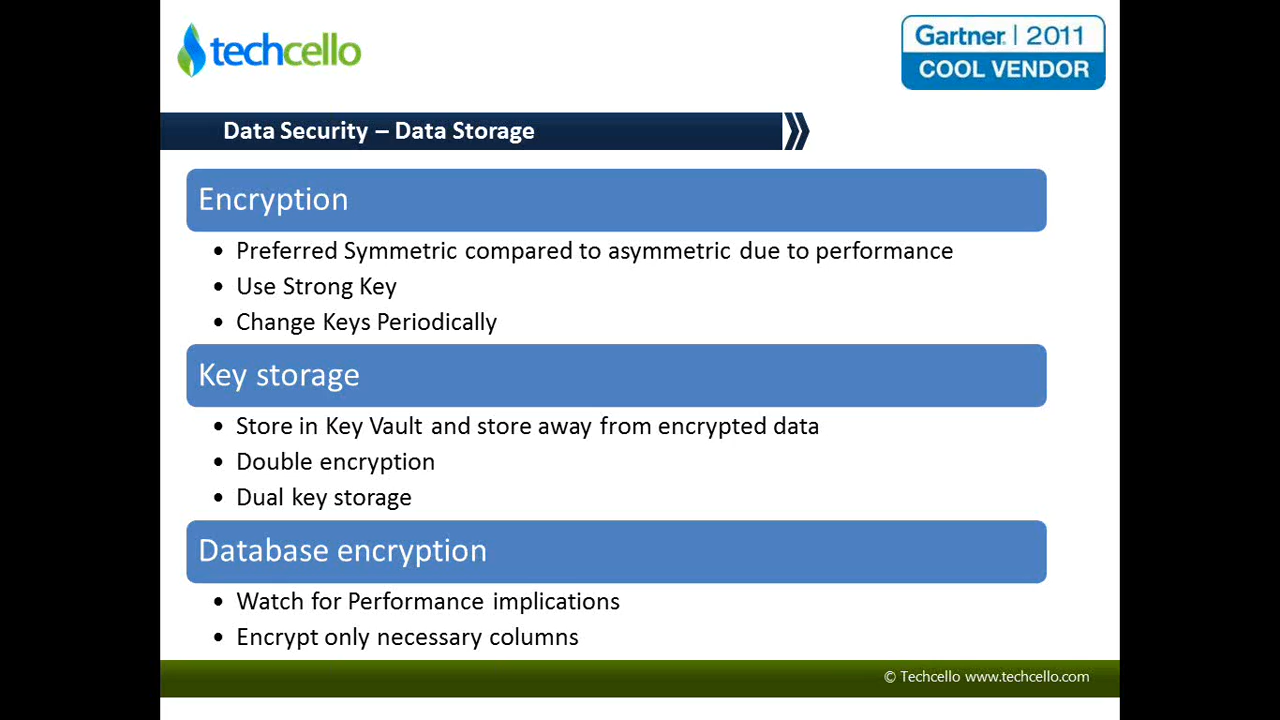 techcello
Gartner. | 2011
COOL VENDOR
Data Security – Data Storage
Encryption
• Preferred Symmetric compared to asymmetric due to performance
• Use Strong Key
• Change Keys Periodically
Key storage
• Store in Key Vault and store away from encrypted data
• Double encryption
• Dual key storage
Database encryption
• Watch for Performance implications
• Encrypt only necessary columns
© Techcello www.techcello.com